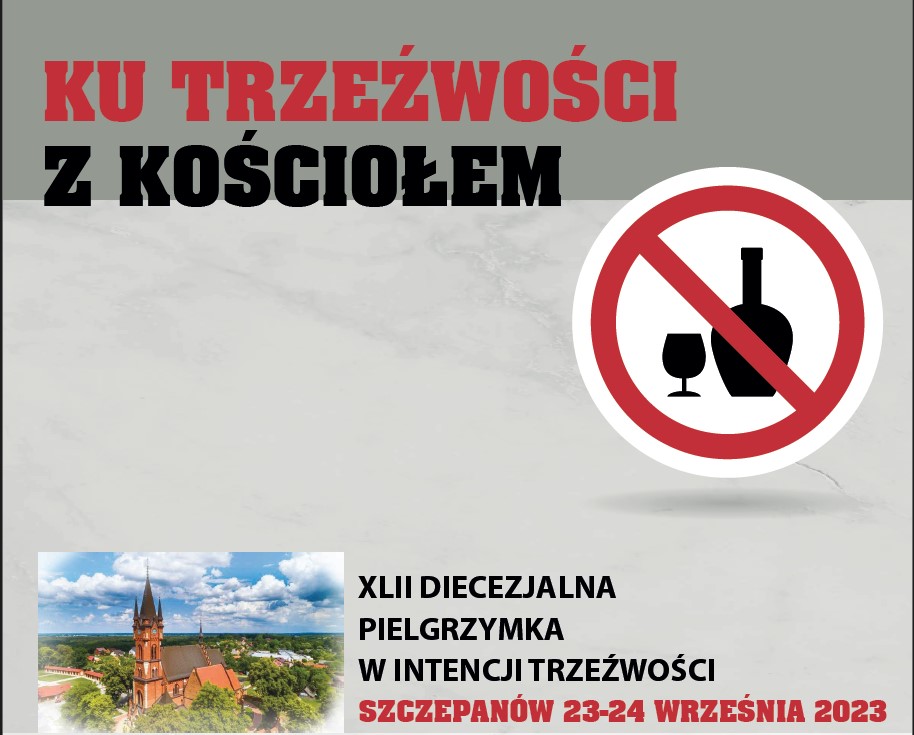 KU TRZEŹWOŚCI
Z KOŚCIOŁEM
XLII DIECEZJALNA
PIELGRZYMKA
W INTENCJI TRZEŹWOŚCI
SZCZEPANÓW 23-24 WRZEŚNIA 2023